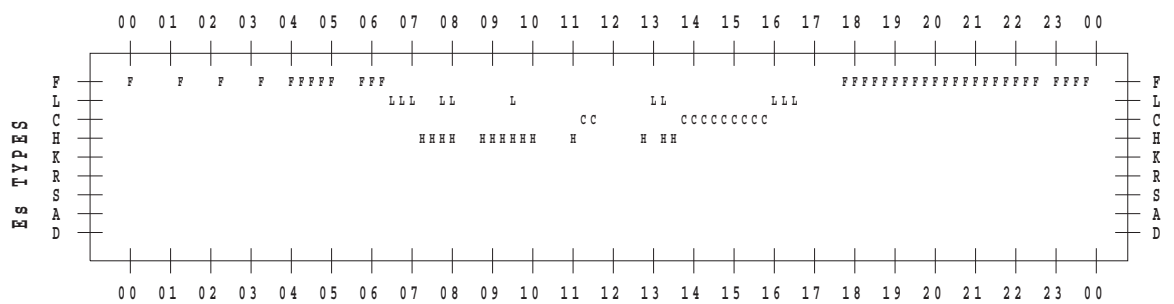 00 01 02 03 04 05 06 07 08 09 10 11 12 13 14 15 16 17 18 19 20 21 22 23 00
F F F F F FFFFF FFF FFFFFFFFFFFFFFFFFFFF FFFF F
L LLL LL L LL LLL L
C CC CCCCCCCCC C
H HHHH HHHHHH H H HH H
K K
R R
S S
A A
D D
Es TYPES
00 01 02 03 04 05 06 07 08 09 10 11 12 13 14 15 16 17 18 19 20 21 22 23 00